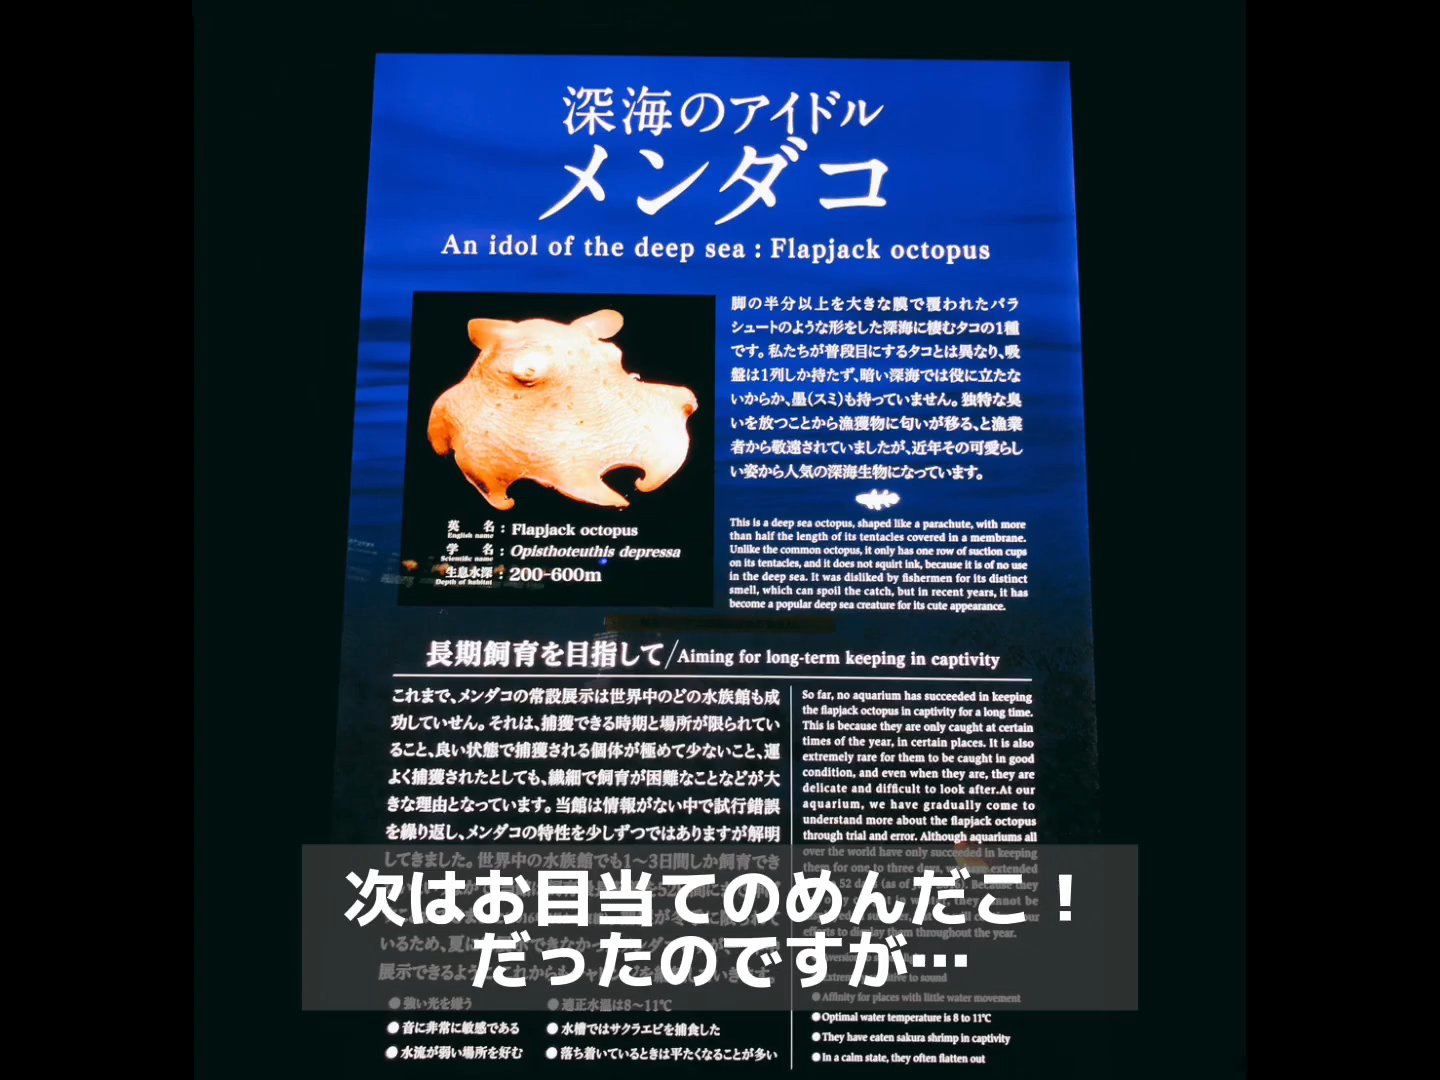 深海のアイドル
メンダコ
An idol of the deep sea : Flapjack octopus
脚の半分以上を大きな膜で覆われたパラ
シュートのような形をした深海に棲むタコの1種
です。私たちが普段目にするタコとは異なり、吸
盤は1列しか持たず、暗い深海では役に立たな
いからか、墨(スミ)も持っていません。独特な臭
いを放つことから漁獲物に匂いが移る、と漁業
者から敬遠されていましたが、近年その可愛らし
い姿から人気の深海生物になっています。
This is a deep sea octopus, shaped like a parachute, with more
than half the length of its tentacles covered in a membrane.
Unlike the common octopus, it only has one row of suction cups
on its tentacles, and it does not squirt ink, because it is of no use
in the deep sea. It was disliked by fishermen for its distinct
smell, which can spoil the catch, but in recent years, it has
become a popular deep sea creature for its cute appearance.
英名 English name : Flapjack octopus
学名 Scientific name : Opisthoteuthis depressa
生息水深 Depth of habitat : 200-600m
長期飼育を目指して/Aiming for long-term keeping in captivity
これまで、メンダコの常設展示は世界中のどの水族館も成
功していせん。それは、捕獲できる時期と場所が限られてい
ること、良い状態で捕獲される個体が極めて少ないこと、運
よく捕獲されたとしても、繊細で飼育が困難なことなどが大
きな理由となっています。当館は情報がない中で試行錯誤
を繰り返し、メンダコの特性を少しずつではありますが解明
してきました。世界中の水族館でも1〜3日間しか飼育でき
いるため、夏に
展示できるよう
So far, no aquarium has succeeded in keeping
the flapjack octopus in captivity for a long time.
This is because they are only caught at certain
times of the year, in certain places. It is also
extremely rare for them to be caught in good
condition, and even when they are, they are
delicate and difficult to look after.At our
aquarium, we have gradually come to
understand more about the flapjack octopus
through trial and error. Although aquariums all
over the world have only succeeded in keeping
them for one to three days, we have extended
52 days (as of
efforts to display them throughout the year.
次はお目当てのめんだこ！
だったのですが…
●強い光を嫌う
●音に非常に敏感である
●水流が弱い場所を好む
●適正水温は8〜11℃
●水槽ではサクラエビを捕食した
●落ち着いているときは平たくなることが多い
●Affinity for places with little water movement
●Optimal water temperature is 8 to 11℃
●They have eaten sakura shrimp in captivity
●In a calm state, they often flatten out